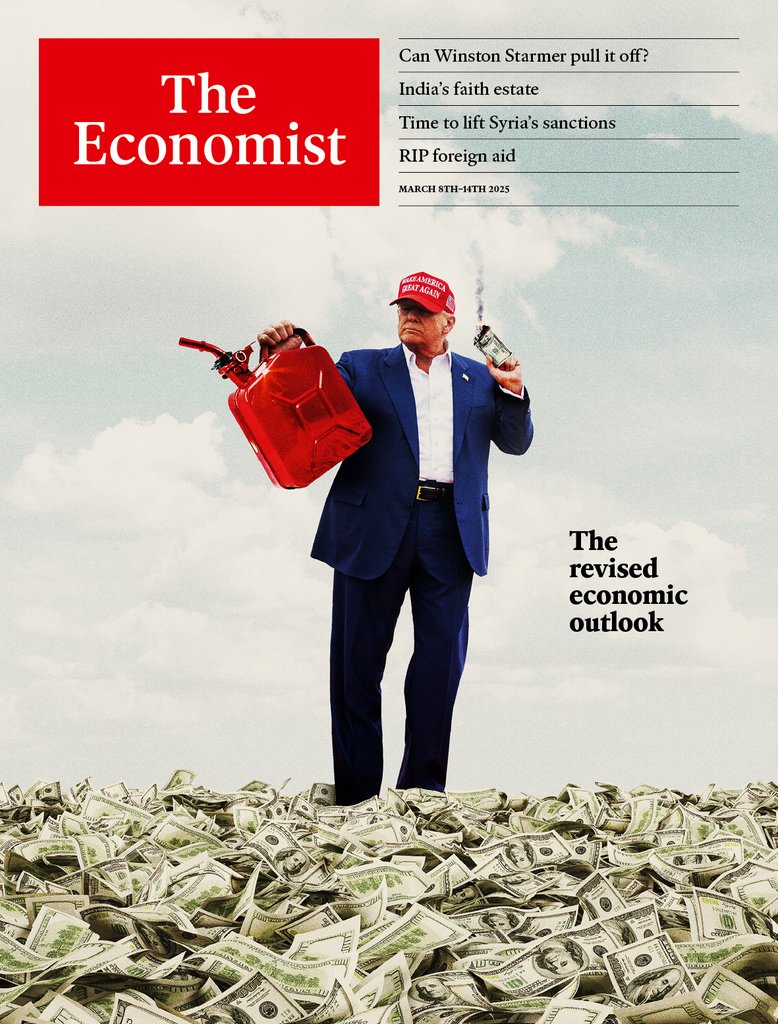 The
Economist
Can Winston Starmer pull it off?
India's faith estate
Time to lift Syria's sanctions
RIP foreign aid
MARCH 8TH–14TH 2025
MAKE AMERICA
GREAT AGAIN
The
revised
economic
outlook